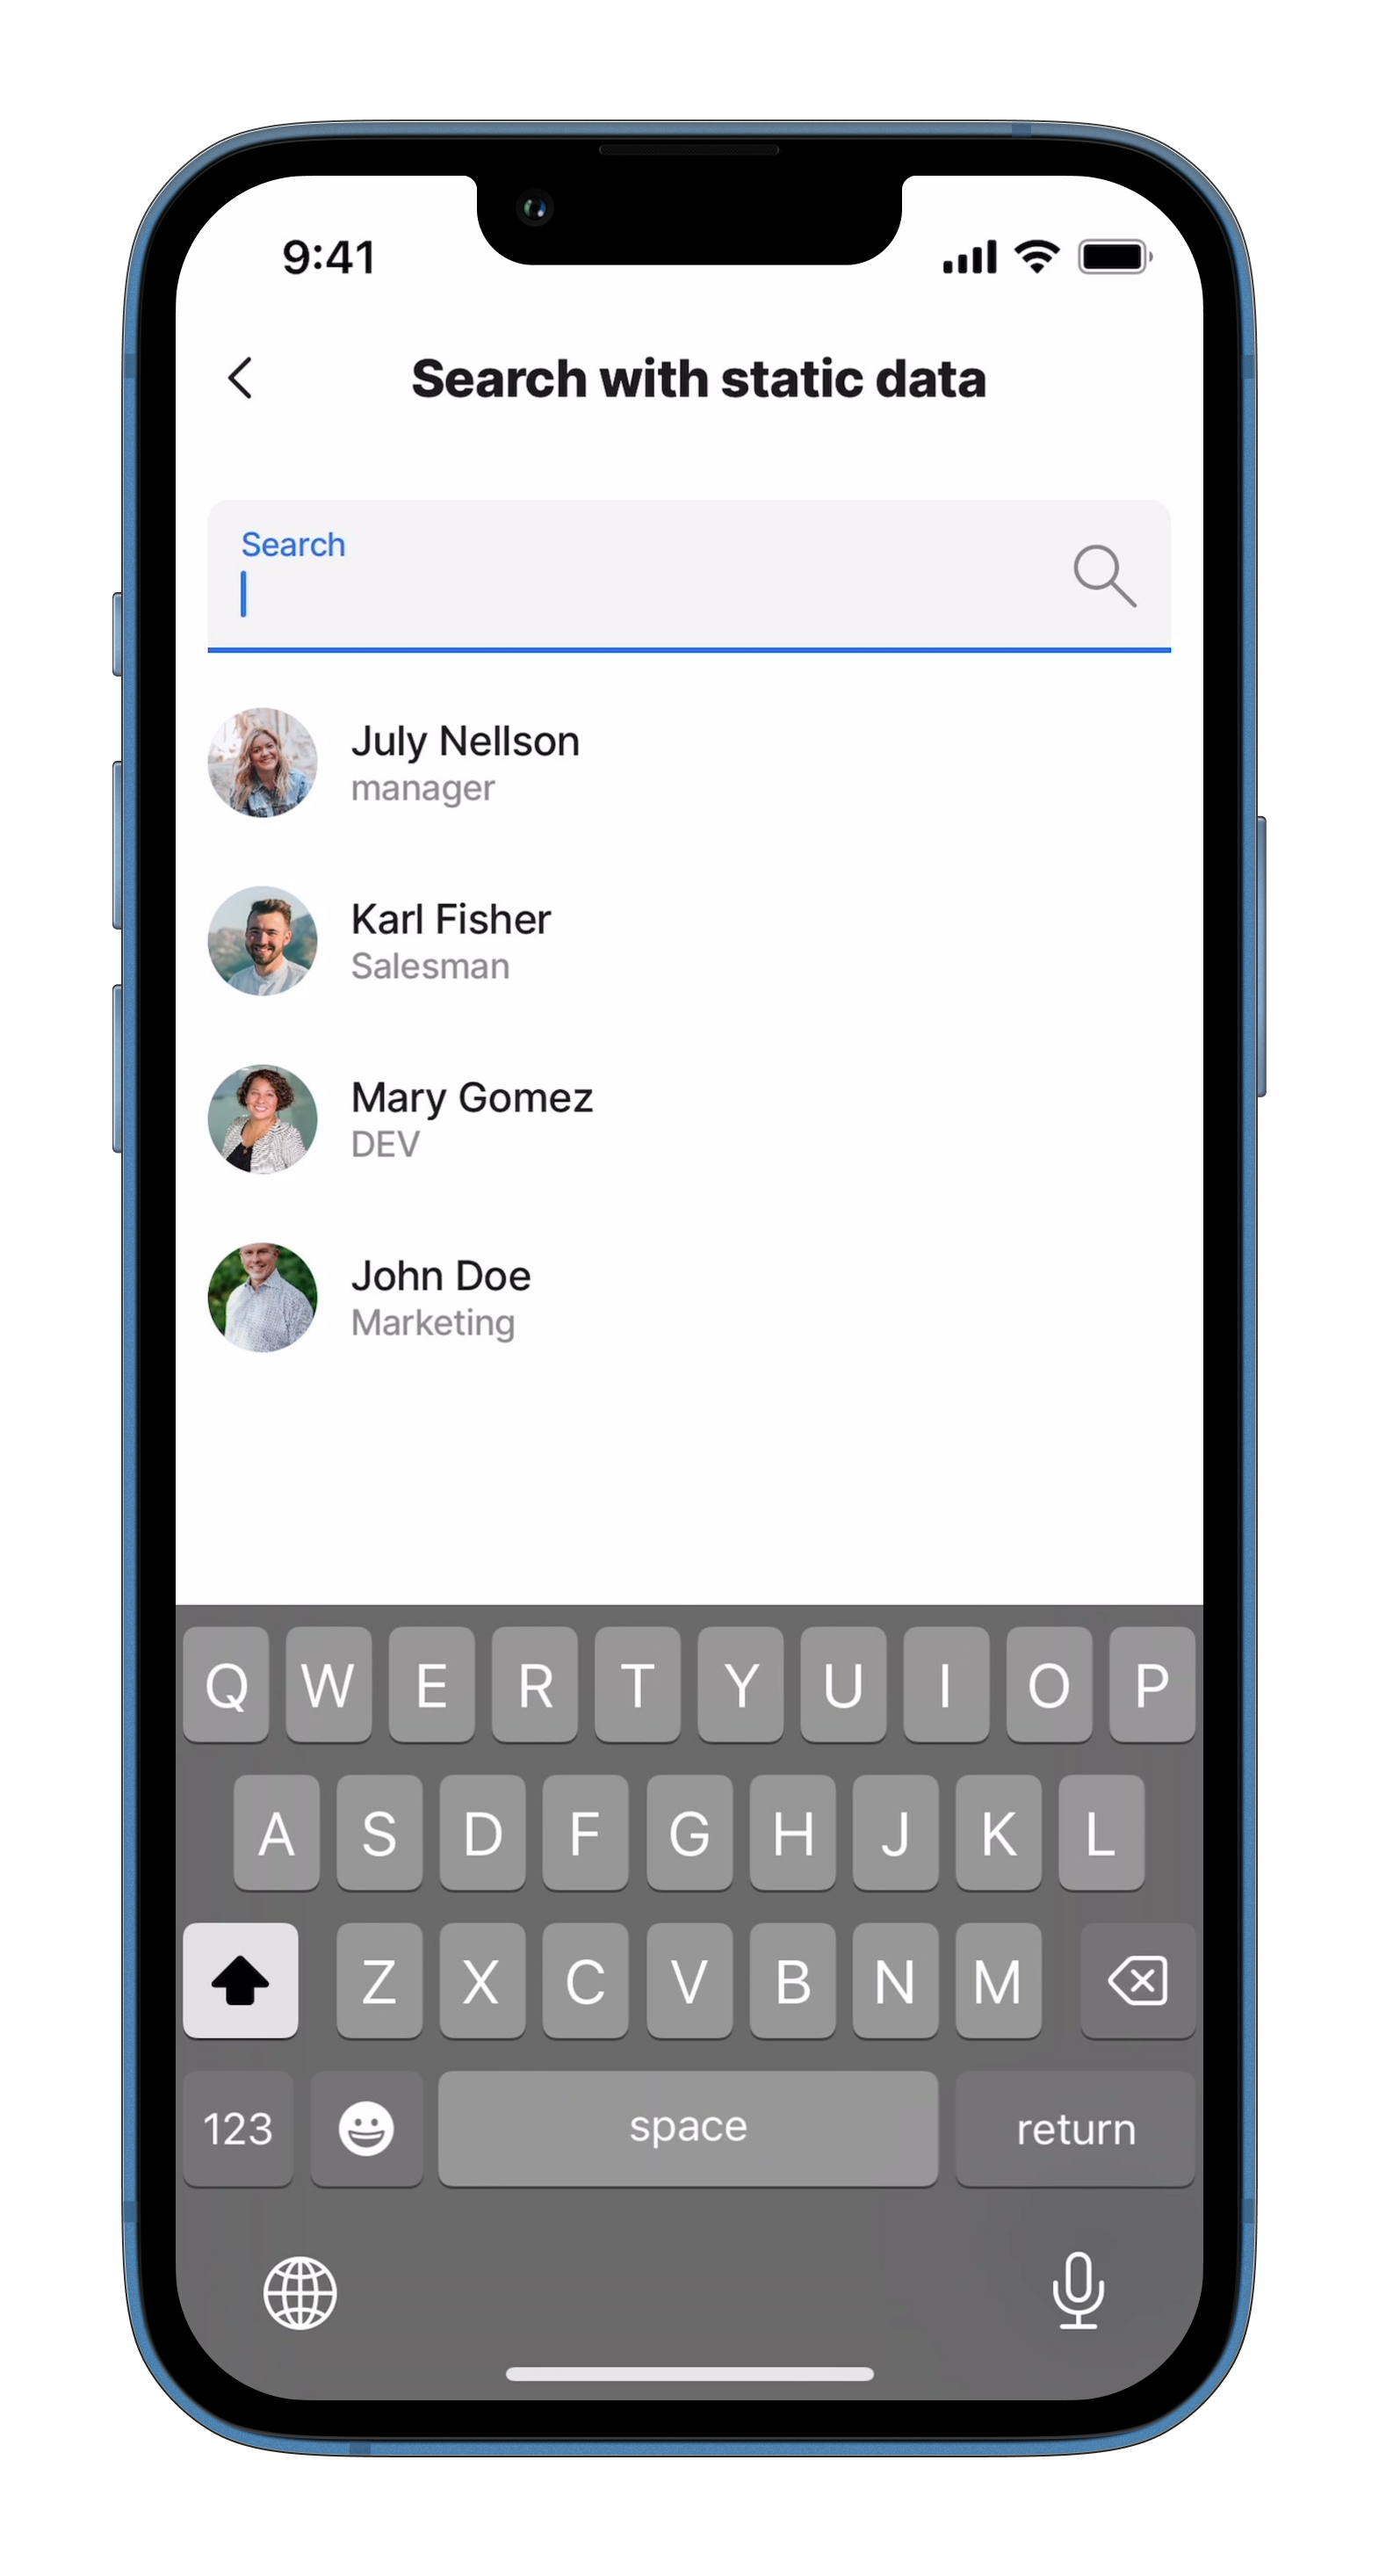 9:41
Search with static data
Search
July Nellson
manager
Karl Fisher
Salesman
Mary Gomez
DEV
John Doe
Marketing
Q W E R T Y U I O P
A S D F G H J K L
Z X C V B N M
123 space return